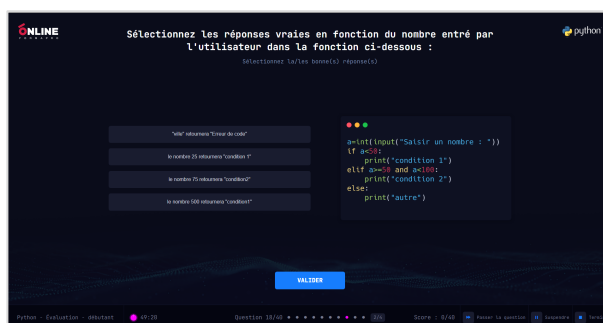 ONLINE
FORMAPRO
Sélectionnez les réponses vraies en fonction du nombre entré par
l'utilisateur dans la fonction ci-dessous :
Sélectionnez la/les bonne(s) réponse(s)
python
"ville" retournera "Erreur de code"
le nombre 25 retournera "condition 1"
le nombre 75 retournera "condition2"
le nombre 500 retournera "condition1"
a=int(input("Saisir un nombre : "))
if a<50:
print("condition 1")
elif a>=50 and a<100:
print("condition 2")
else:
print("autre")
VALIDER
Python - Evaluation - débutant
49:20
Question 10/40
3/4
Score : 0/40
Passer la question
Suspendre